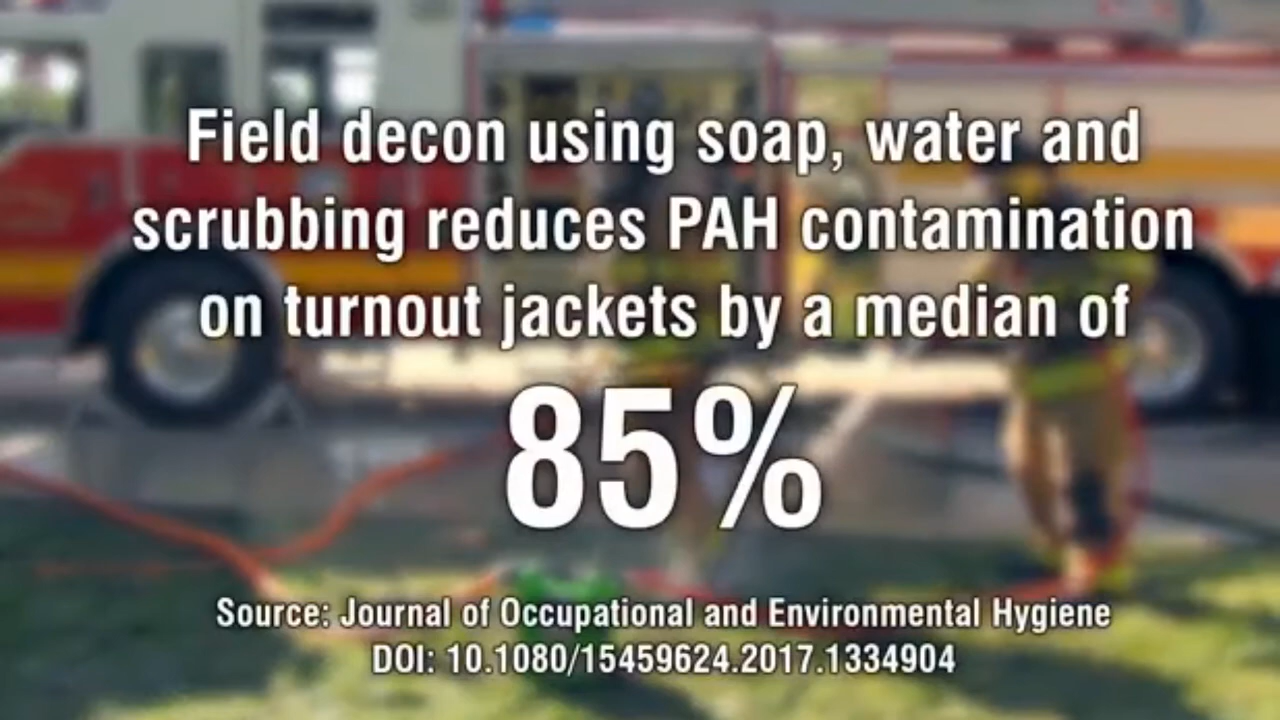 Field decon using soap, water and
scrubbing reduces PAH contamination
on turnout jackets by a median of
85%
Source: Journal of Occupational and Environmental Hygiene
DOI: 10.1080/15459624.2017.1334904